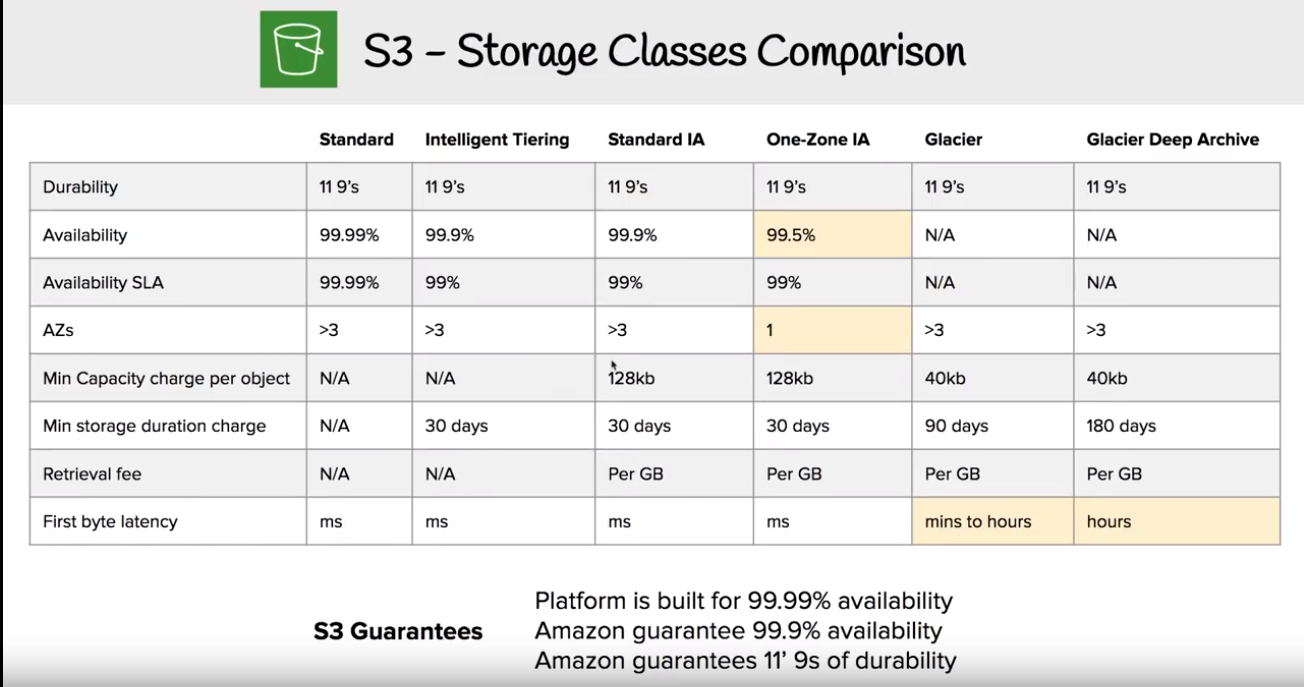 S3 – Storage Classes Comparison
Standard Intelligent Tiering Standard IA One-Zone IA Glacier Glacier Deep Archive
Durability 11 9's 11 9's 11 9's 11 9's 11 9's 11 9's
Availability 99.99% 99.9% 99.9% 99.5% N/A N/A
Availability SLA 99.99% 99% 99% 99% N/A N/A
AZs >3 >3 >3 1 >3 >3
Min Capacity charge per object N/A N/A 128kb 128kb 40kb 40kb
Min storage duration charge N/A 30 days 30 days 30 days 90 days 180 days
Retrieval fee N/A N/A Per GB Per GB Per GB Per GB
First byte latency ms ms ms ms mins to hours hours
S3 Guarantees
Platform is built for 99.99% availability
Amazon guarantee 99.9% availability
Amazon guarantees 11' 9s of durability